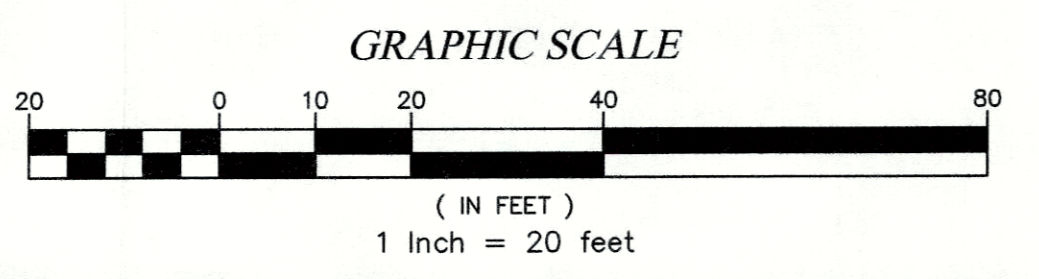 GRAPHIC SCALE
20 0 10 20 40 80
( IN FEET )
1 Inch = 20 feet